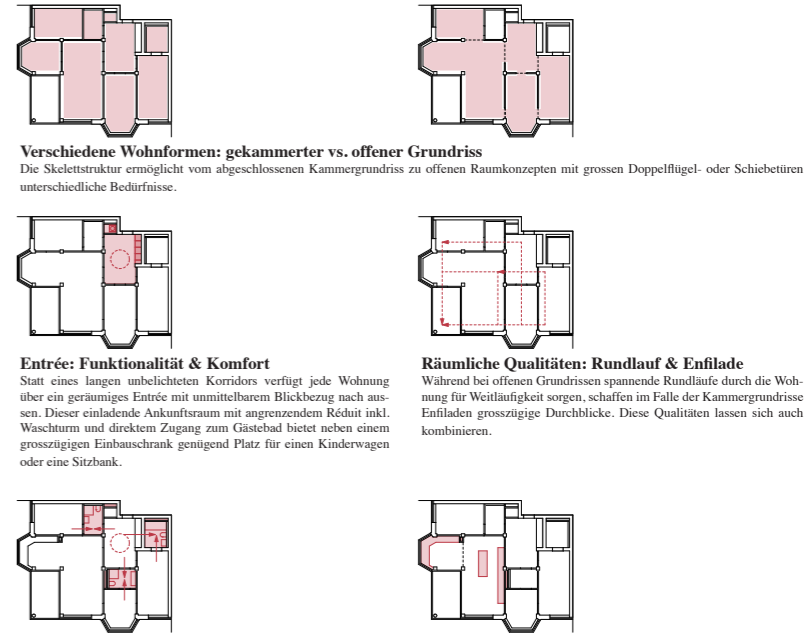 Verschiedene Wohnformen: gekammerter vs. offener Grundriss
Die Skelettstruktur ermöglicht vom abgeschlossenen Kammergrundriss zu offenen Raumkonzepten mit grossen Doppelflügel- oder Schiebetüren
unterschiedliche Bedürfnisse.
Entrée: Funktionalität & Komfort
Statt eines langen unbelichteten Korridors verfügt jede Wohnung
über ein geräumiges Entrée mit unmittelbarem Blickbezug nach aus-
sen. Dieser einladende Ankunftsraum mit angrenzendem Réduit inkl.
Waschturm und direktem Zugang zum Gästebad bietet neben einem
grosszügigen Einbauschrank genügend Platz für einen Kinderwagen
oder eine Sitzbank.
Räumliche Qualitäten: Rundlauf & Enfilade
Während bei offenen Grundrissen spannende Rundläufe durch die Woh-
nung für Weitläufigkeit sorgen, schaffen im Falle der Kammergrundrisse
Enfiladen grosszügige Durchblicke. Diese Qualitäten lassen sich auch
kombinieren.